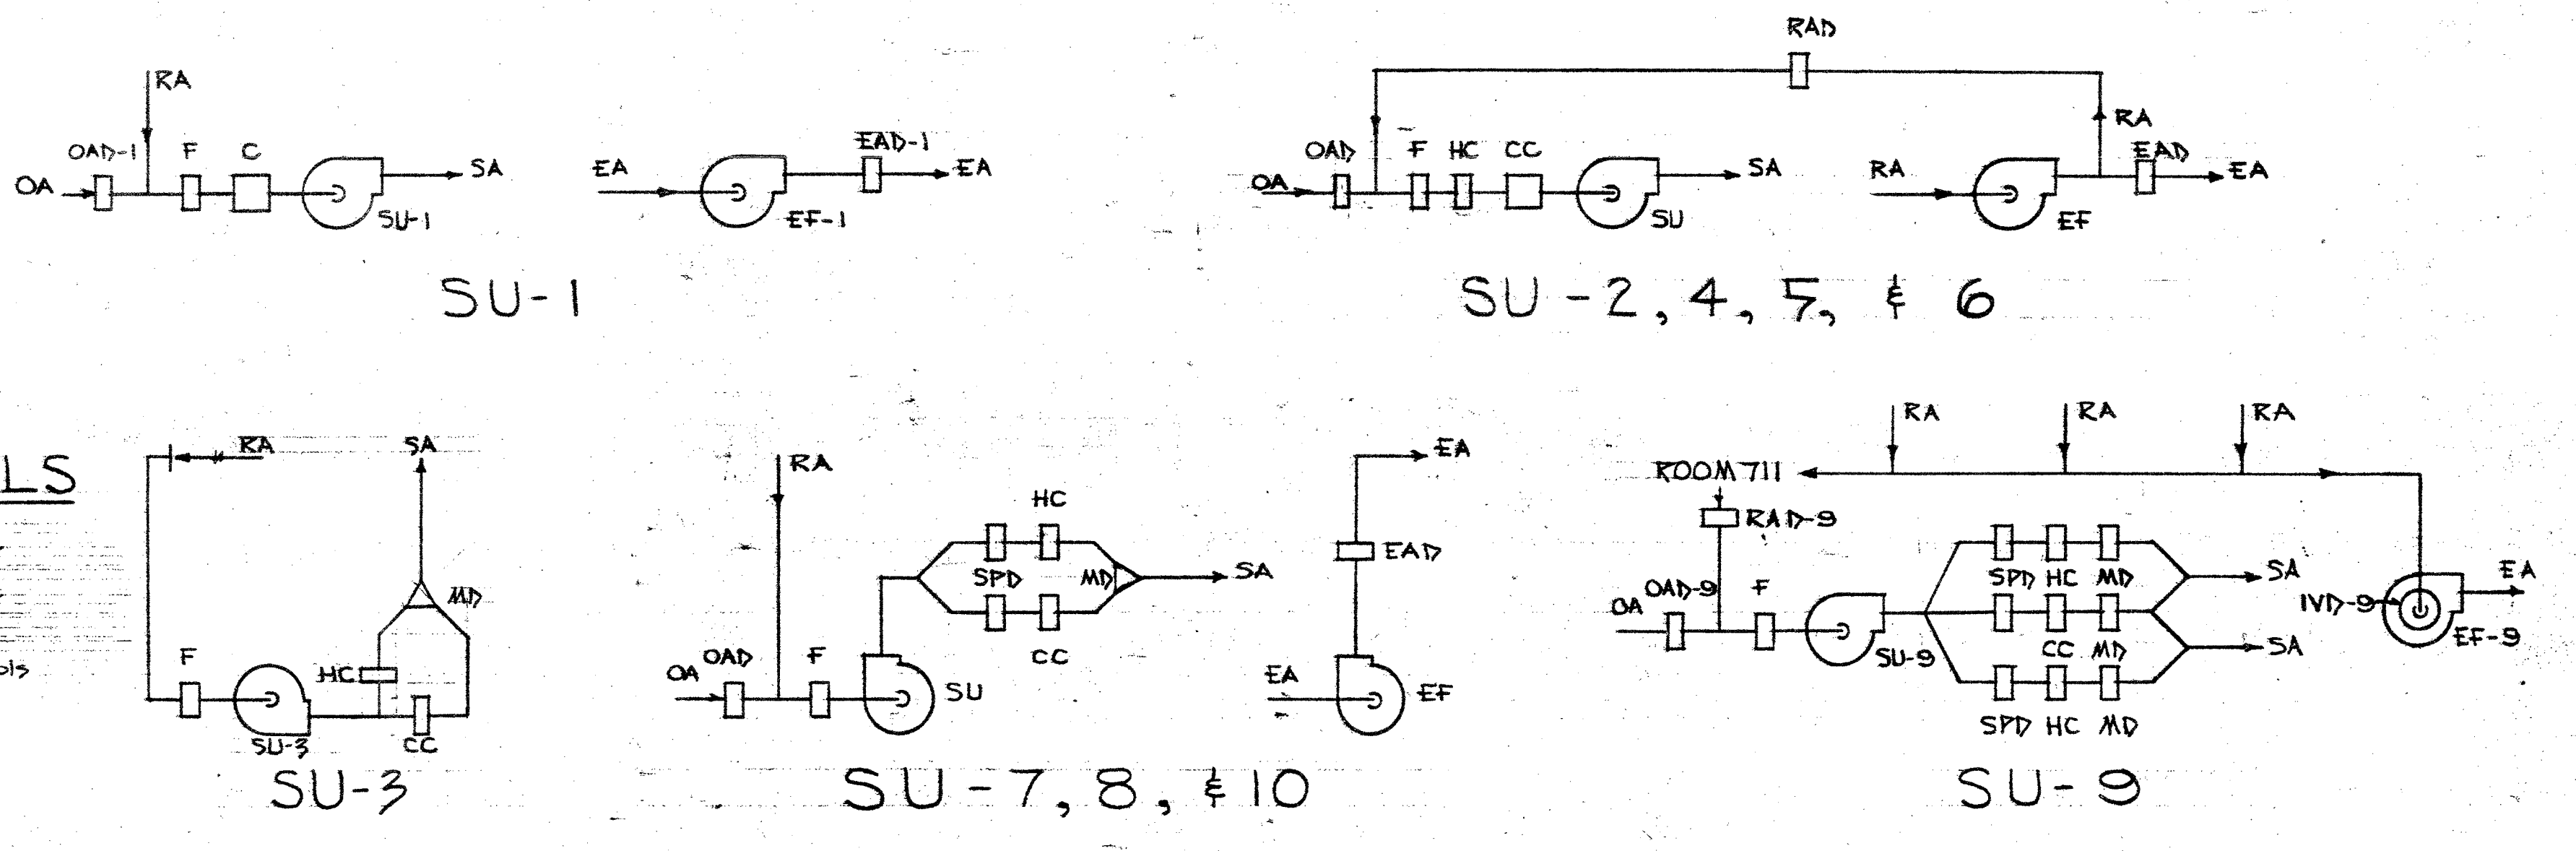 RA
OAD-1 F C
OA SA
SU-1
EA EAD-1 EA
EF-1
SU-1
RAD
OAD F HC CC
OA SA
SU
RA RA EAD EA
EF
SU-2, 4, 5, & 6
LS
RA SA
MD
F HC
SU-3 CC
SU-3
RA
HC
SPD MD SA
CC
OA OAD F
SU
EA
EAD
EA EF
SU-7, 8, & 10
RA RA RA
ROOM 711
RAD-9
OA OAD-9 F
SU-9
SPD HC MD
SA
CC MD
SA
SPD HC MD
IVD-9 EA
EF-9
SU-9